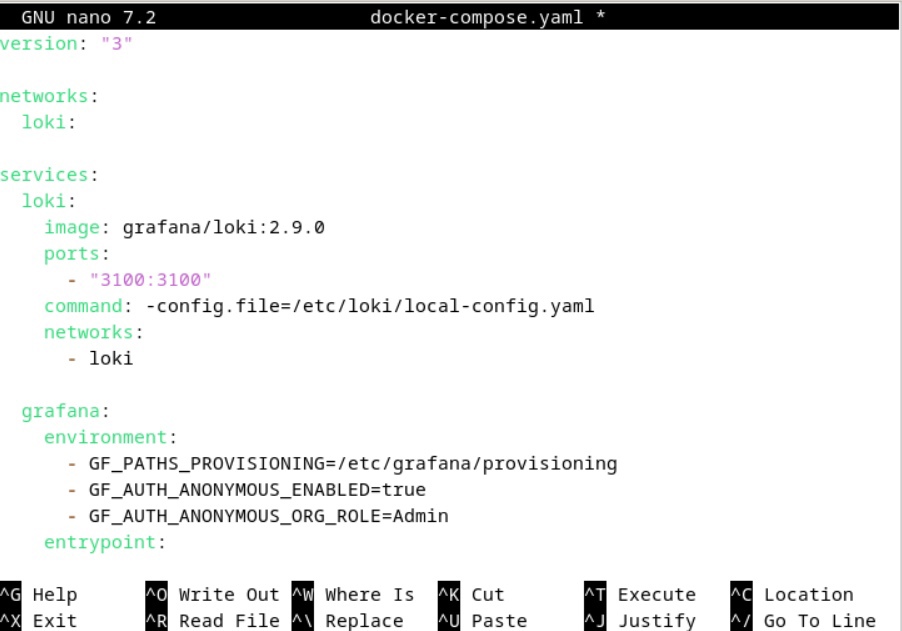 GNU nano 7.2 docker-compose.yaml *
version: "3"

networks:
  loki:

services:
  loki:
    image: grafana/loki:2.9.0
    ports:
      - "3100:3100"
    command: -config.file=/etc/loki/local-config.yaml
    networks:
      - loki

  grafana:
    environment:
      - GF_PATHS_PROVISIONING=/etc/grafana/provisioning
      - GF_AUTH_ANONYMOUS_ENABLED=true
      - GF_AUTH_ANONYMOUS_ORG_ROLE=Admin
    entrypoint:

^G Help ^O Write Out ^W Where Is ^K Cut ^T Execute ^C Location
^X Exit ^R Read File ^\ Replace ^U Paste ^J Justify ^/ Go To Line